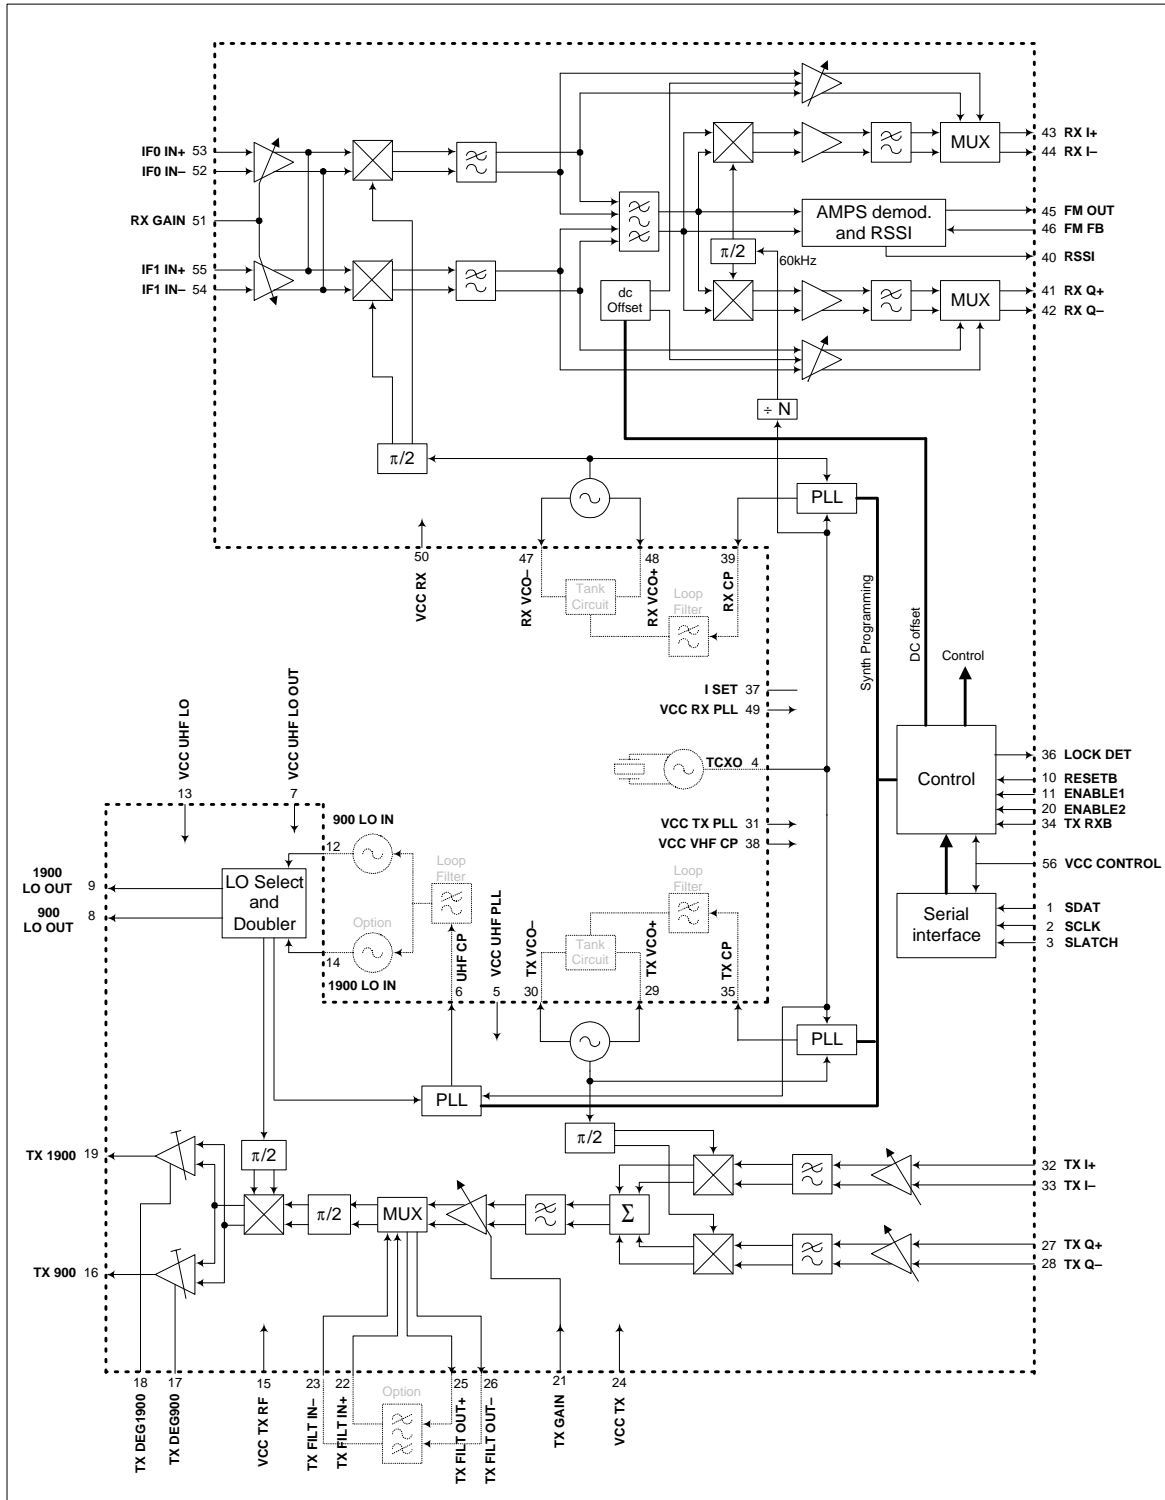 IF0 IN+ 53
IF0 IN– 52
RX GAIN 51
IF1 IN+ 55
IF1 IN– 54
MUX
43 RX I+
44 RX I–
AMPS demod.
and RSSI
45 FM OUT
46 FM FB
40 RSSI
π/2
60kHz
dc
Offset
MUX
41 RX Q+
42 RX Q–
÷ N
π/2
PLL
50
VCC RX
47
RX VCO–
48
RX VCO+
39
RX CP
Tank
Circuit
Loop
Filter
Synth Programming
DC offset
Control
I SET 37
VCC RX PLL 49
TCXO 4
VCC TX PLL 31
VCC VHF CP 38
Control
36 LOCK DET
10 RESETB
11 ENABLE1
20 ENABLE2
34 TX RXB
56 VCC CONTROL
Serial
interface
1 SDAT
2 SCLK
3 SLATCH
VCC UHF LO
13
VCC UHF LO OUT
7
900 LO IN
12
1900
LO OUT 9
900
LO OUT 8
LO Select
and
Doubler
Option
14
1900 LO IN
Loop
Filter
UHF CP
6
VCC UHF PLL
5
TX VCO–
30
Tank
Circuit
TX VCO+
29
Loop
Filter
TX CP
35
PLL
PLL
π/2
TX 1900 19
π/2
π/2
MUX
Σ
32 TX I+
33 TX I–
27 TX Q+
28 TX Q–
TX 900 16
18
TX DEG1900
17
TX DEG900
15
VCC TX RF
23
TX FILT IN–
22
TX FILT IN+
Option
25
TX FILT OUT+
26
TX FILT OUT–
21
TX GAIN
24
VCC TX